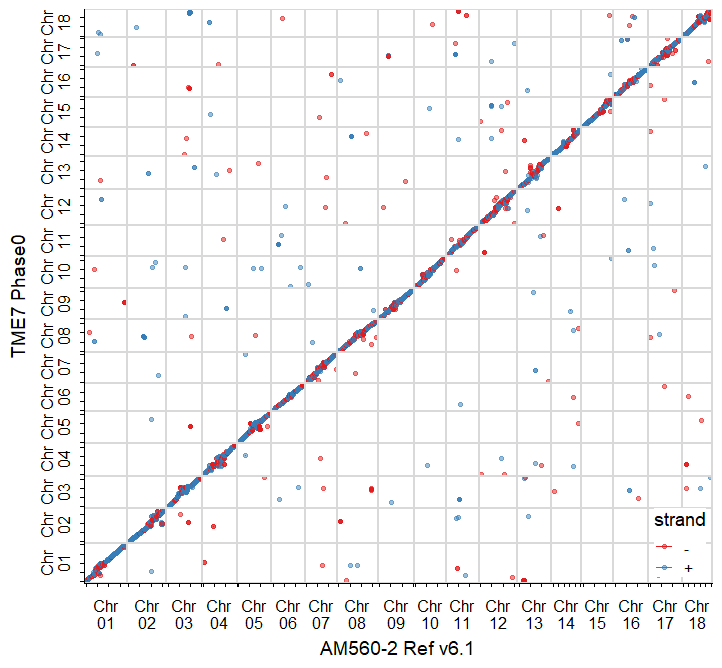 TME7 Phase0
Chr 18
Chr 17
Chr 16
Chr 15
Chr 14
Chr 13
Chr 12
Chr 11
Chr 10
Chr 09
Chr 08
Chr 07
Chr 06
Chr 05
Chr 04
Chr 03
Chr 02
Chr 01
strand
-
+
Chr Chr Chr Chr Chr Chr Chr Chr Chr Chr Chr Chr Chr Chr Chr Chr Chr Chr
01 02 03 04 05 06 07 08 09 10 11 12 13 14 15 16 17 18
AM560-2 Ref v6.1